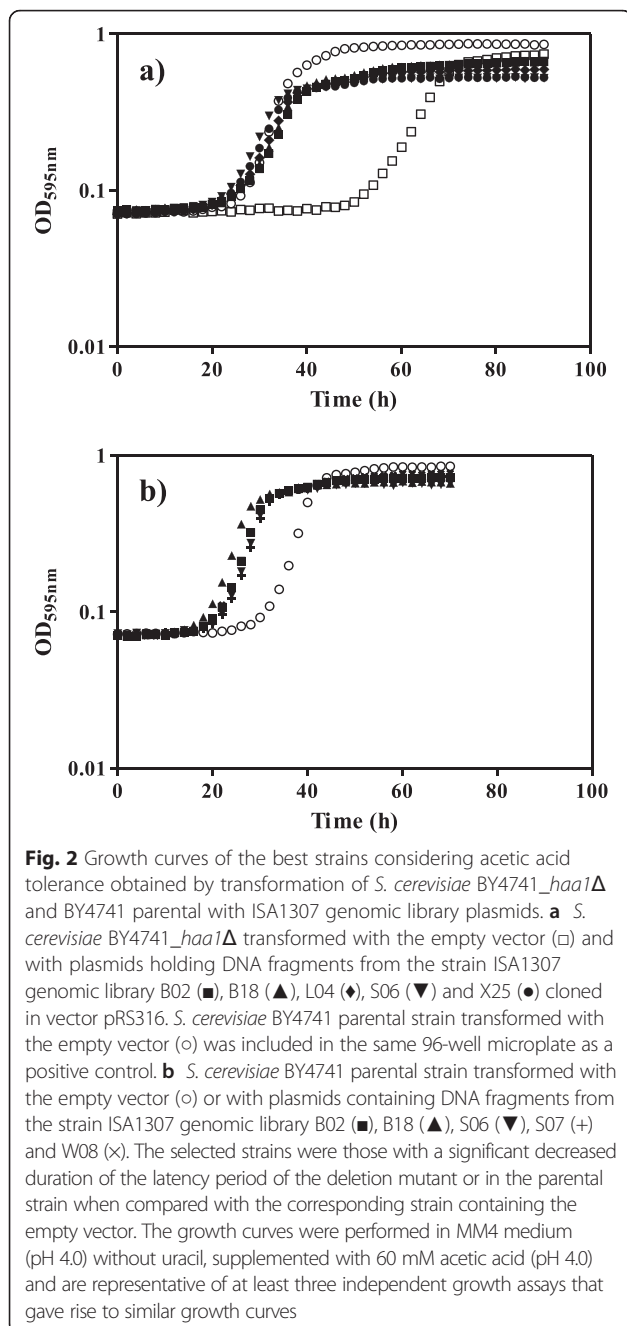 1
a)
0.1
OD595nm
0.01
0 20 40 60 80 100
Time (h)
1
b)
0.1
OD595nm
0.01
0 20 40 60 80 100
Time (h)
Fig. 2 Growth curves of the best strains considering acetic acid
tolerance obtained by transformation of S. cerevisiae BY4741_haa1Δ
and BY4741 parental with ISA1307 genomic library plasmids. a S.
cerevisiae BY4741_haa1Δ transformed with the empty vector (□) and
with plasmids holding DNA fragments from the strain ISA1307
genomic library B02 (■), B18 (▲), L04 (♦), S06 (▼) and X25 (●) cloned
in vector pRS316. S. cerevisiae BY4741 parental strain transformed with
the empty vector (○) was included in the same 96-well microplate as a
positive control. b S. cerevisiae BY4741 parental strain transformed with
the empty vector (○) or with plasmids containing DNA fragments from
the strain ISA1307 genomic library B02 (■), B18 (▲), S06 (▼), S07 (+)
and W08 (×). The selected strains were those with a significant decreased
duration of the latency period of the deletion mutant or in the parental
strain when compared with the corresponding strain containing the
empty vector. The growth curves were performed in MM4 medium
(pH 4.0) without uracil, supplemented with 60 mM acetic acid (pH 4.0)
and are representative of at least three independent growth assays that
gave rise to similar growth curves